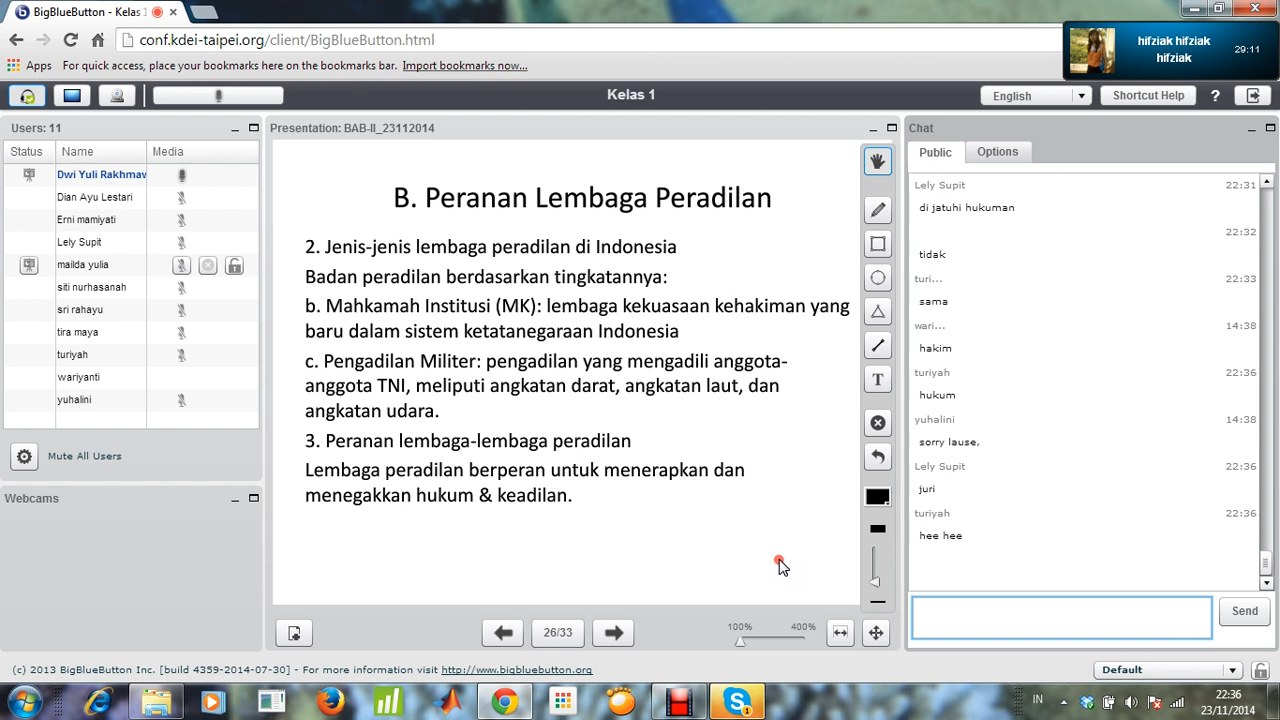 BigBlueButton - Kelas 1
conf.kdei-taipei.org/client/BigBlueButton.html
Apps For quick access, place your bookmarks here on the bookmarks bar. Import bookmarks now...
hifziak hifziak
hifziak
29:11
Kelas 1
English
Shortcut Help
?
Users: 11
Status Name Media
Dwi Yuli Rakhmaw
Dian Ayu Lestari
Erni mamiyati
Lely Supit
mailda yulia
siti nurhasanah
sri rahayu
tira maya
turiyah
wariyanti
yuhalini
Mute All Users
Webcams
Presentation: BAB-II_23112014
B. Peranan Lembaga Peradilan
2. Jenis-jenis lembaga peradilan di Indonesia
Badan peradilan berdasarkan tingkatannya:
b. Mahkamah Institusi (MK): lembaga kekuasaan kehakiman yang
baru dalam sistem ketatanegaraan Indonesia
c. Pengadilan Militer: pengadilan yang mengadili anggota-
anggota TNI, meliputi angkatan darat, angkatan laut, dan
angkatan udara.
3. Peranan lembaga-lembaga peradilan
Lembaga peradilan berperan untuk menerapkan dan
menegakkan hukum & keadilan.
T
26/33
100% 400%
Chat
Public Options
Lely Supit 22:31
di jatuhi hukuman
22:32
tidak
turi... 22:33
sama
wari... 14:38
hakim
turiyah 22:36
hukum
yuhalini 14:38
sorry lause,
Lely Supit 22:36
juri
turiyah 22:36
hee hee
Send
(c) 2013 BigBlueButton Inc. [build 4359-2014-07-30] - For more information visit http://www.bigbluebutton.org
Default
IN
22:36
23/11/2014